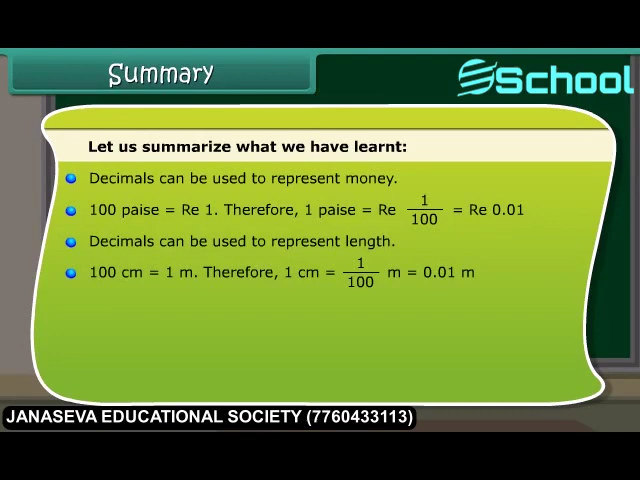 Summary
School
Let us summarize what we have learnt:
Decimals can be used to represent money.
100 paise = Re 1. Therefore, 1 paise = Re 1/100 = Re 0.01
Decimals can be used to represent length.
100 cm = 1 m. Therefore, 1 cm = 1/100 m = 0.01 m
JANASEVA EDUCATIONAL SOCIETY (7760433113)